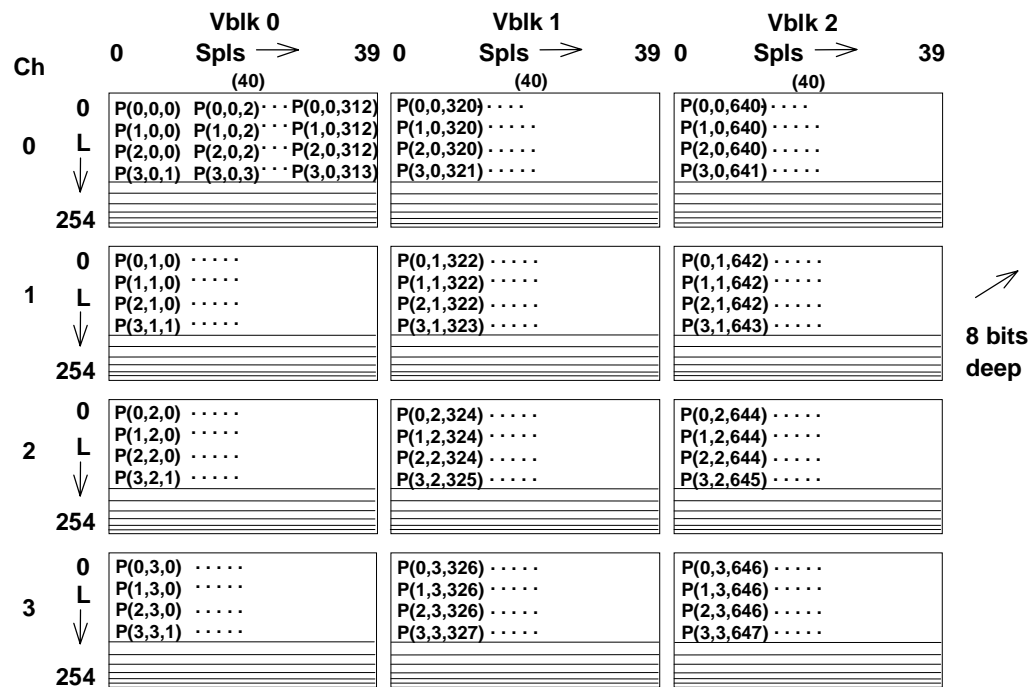 Vblk 0 Vblk 1 Vblk 2
0 Spls 39 0 Spls 39 0 Spls 39
Ch
(40) (40) (40)
0 P(0,0,0) P(0,0,2) · · · P(0,0,312) P(0,0,320) · · · · · P(0,0,640) · · · · ·
P(1,0,0) P(1,0,2) · · · P(1,0,312) P(1,0,320) · · · · · P(1,0,640) · · · · ·
0 L P(2,0,0) P(2,0,2) · · · P(2,0,312) P(2,0,320) · · · · · P(2,0,640) · · · · ·
P(3,0,1) P(3,0,3) · · · P(3,0,313) P(3,0,321) · · · · · P(3,0,641) · · · · ·
254
0 P(0,1,0) · · · · · P(0,1,322) · · · · · P(0,1,642) · · · · ·
P(1,1,0) · · · · · P(1,1,322) · · · · · P(1,1,642) · · · · ·
1 L P(2,1,0) · · · · · P(2,1,322) · · · · · P(2,1,642) · · · · ·
P(3,1,1) · · · · · P(3,1,323) · · · · · P(3,1,643) · · · · ·
8 bits
deep
254
0 P(0,2,0) · · · · · P(0,2,324) · · · · · P(0,2,644) · · · · ·
P(1,2,0) · · · · · P(1,2,324) · · · · · P(1,2,644) · · · · ·
2 L P(2,2,0) · · · · · P(2,2,324) · · · · · P(2,2,644) · · · · ·
P(3,2,1) · · · · · P(3,2,325) · · · · · P(3,2,645) · · · · ·
254
0 P(0,3,0) · · · · · P(0,3,326) · · · · · P(0,3,646) · · · · ·
L P(1,3,0) · · · · · P(1,3,326) · · · · · P(1,3,646) · · · · ·
3 P(2,3,0) · · · · · P(2,3,326) · · · · · P(2,3,646) · · · · ·
P(3,3,1) · · · · · P(3,3,327) · · · · · P(3,3,647) · · · · ·
254